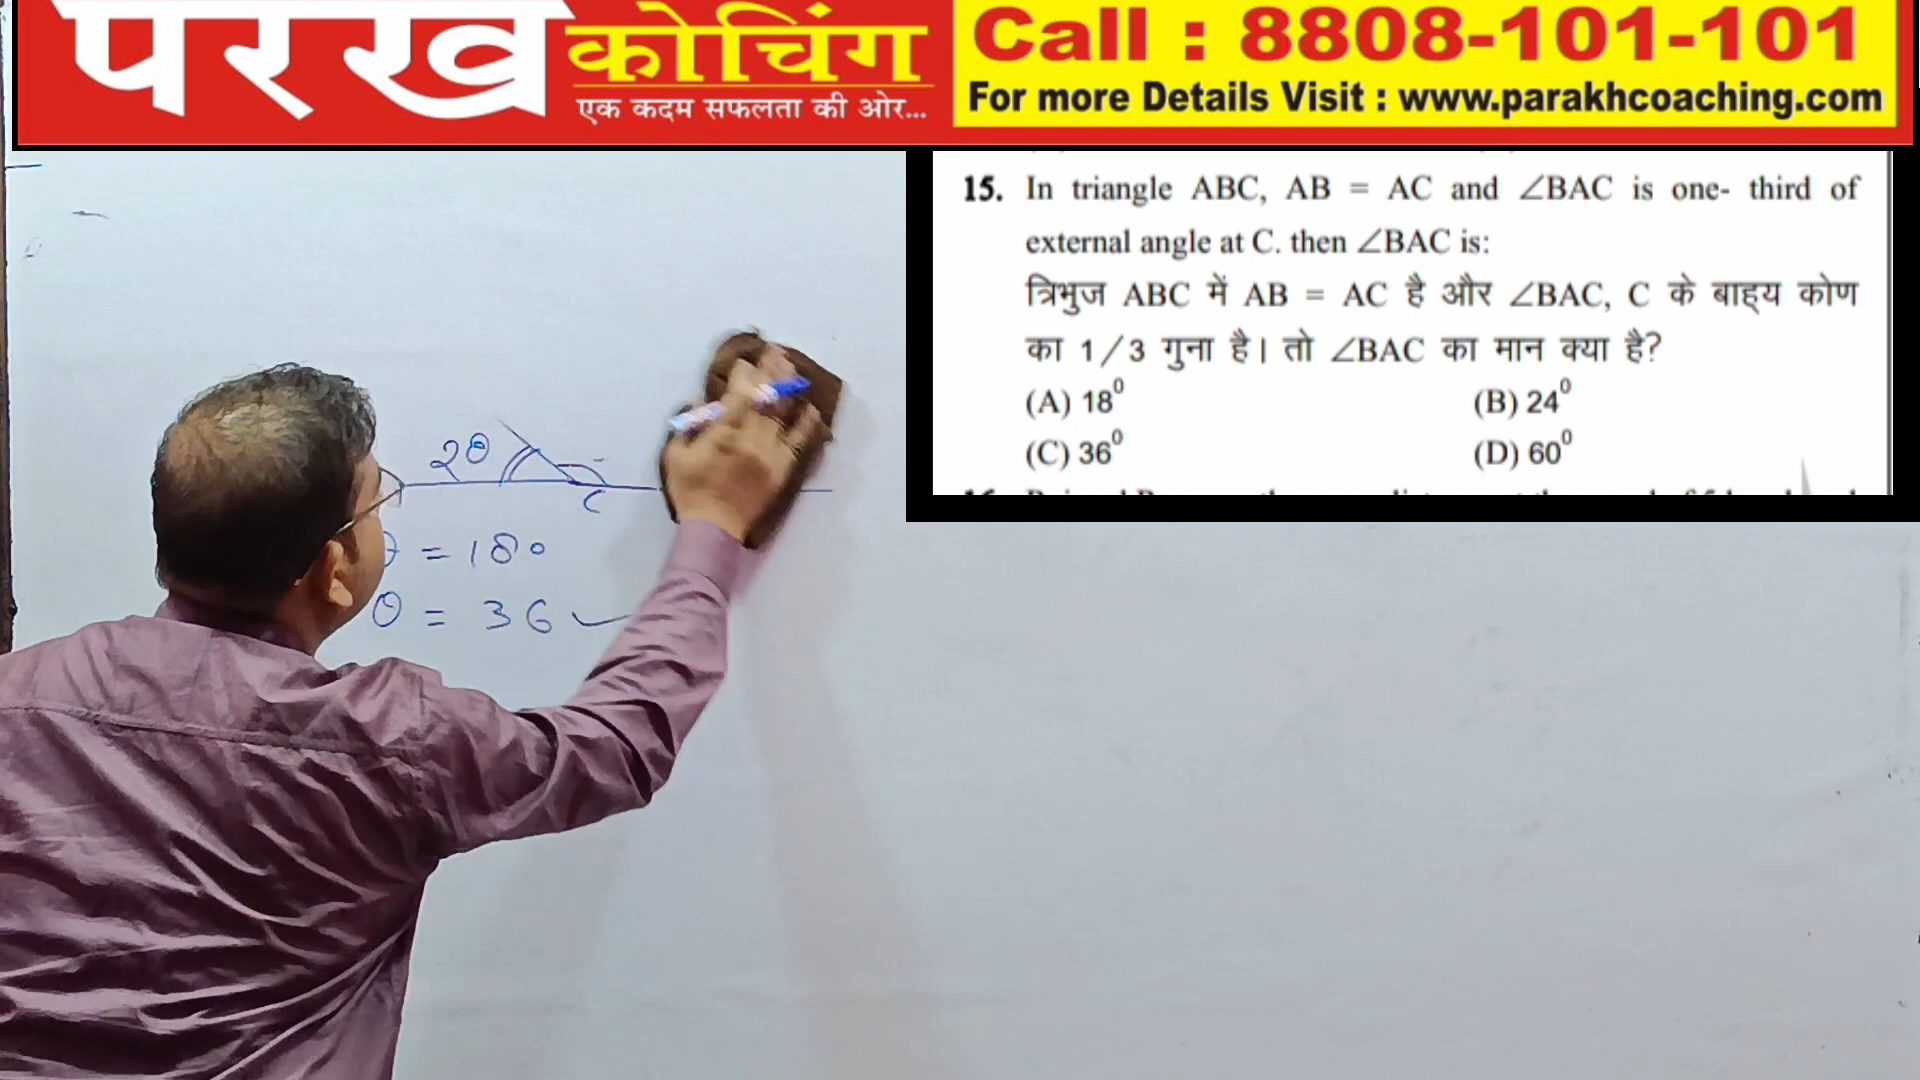 परख कोचिंग
एक कदम सफलता की ओर...
Call : 8808-101-101
For more Details Visit : www.parakhcoaching.com
15. In triangle ABC, AB = AC and ∠BAC is one- third of
external angle at C. then ∠BAC is:
त्रिभुज ABC में AB = AC है और ∠BAC, C के बाह्य कोण
का 1/3 गुना है। तो ∠BAC का मान क्या है?
(A) 18⁰ (B) 24⁰
(C) 36⁰ (D) 60⁰
2θ
C
θ = 180
θ = 36